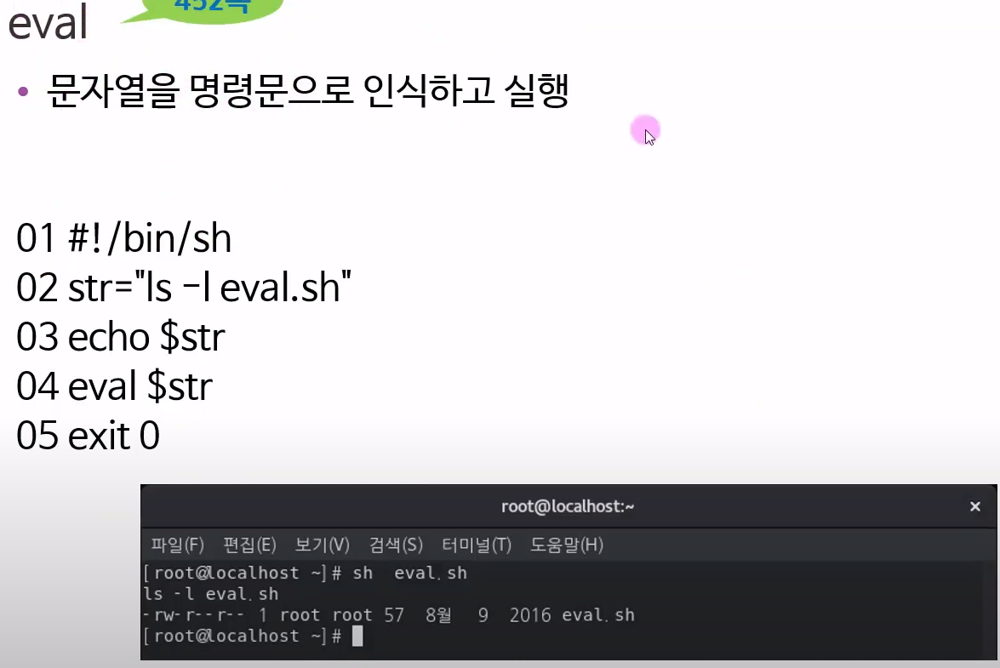 452쪽
eval
• 문자열을 명령문으로 인식하고 실행
01 #!/bin/sh
02 str="ls -l eval.sh"
03 echo $str
04 eval $str
05 exit 0
root@localhost:~
파일(F) 편집(E) 보기(V) 검색(S) 터미널(T) 도움말(H)
[root@localhost ~]# sh  eval.sh
ls -l eval.sh
-rw-r--r-- 1 root root 57  8월  9  2016 eval.sh
[root@localhost ~]#